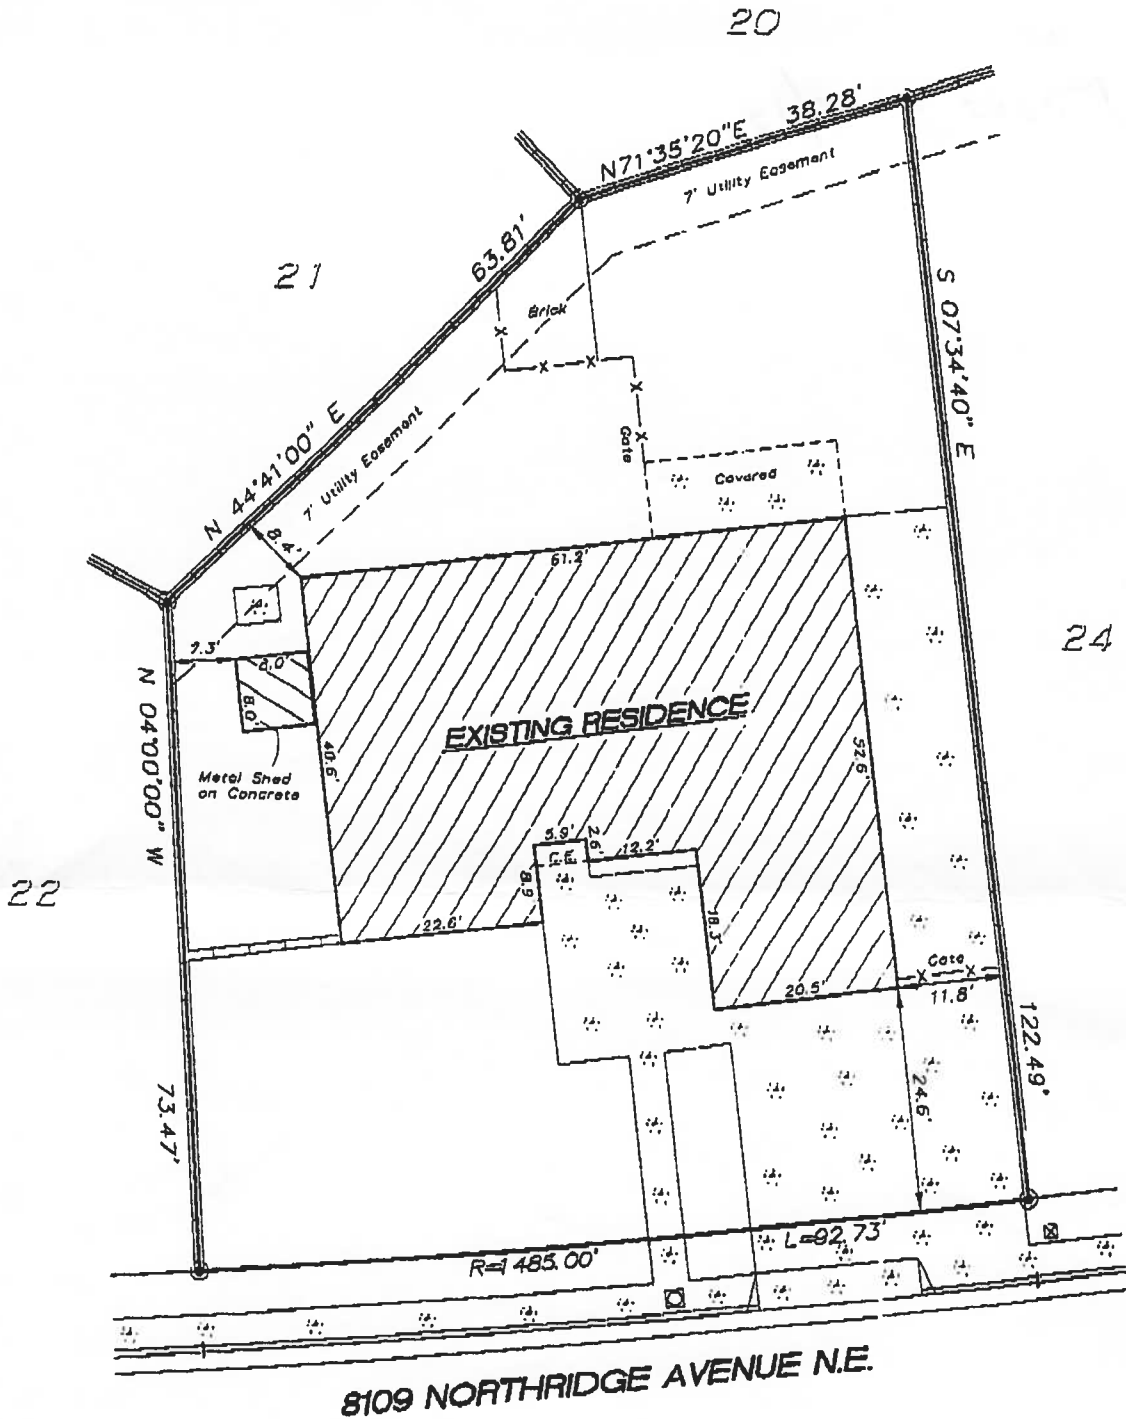 20
N71°35'20"E 38.28'
7' Utility Easement
21
63.81'
Brick
S 07°34'40" E
N 44°41'00" E
7' Utility Easement
Gate
Covered
8.4'
61.2'
24
7.3'
8.0'
8.0'
N 04°00'00" W
EXISTING RESIDENCE
40.6'
52.6'
Metal Shed
on Concrete
5.9'
2.6'
12.2'
22
8.9
22.6'
18.3'
Gate
20.5'
11.8'
122.49'
24.6'
73.47'
R=1485.00'
L=92.73'
8109 NORTHRIDGE AVENUE N.E.